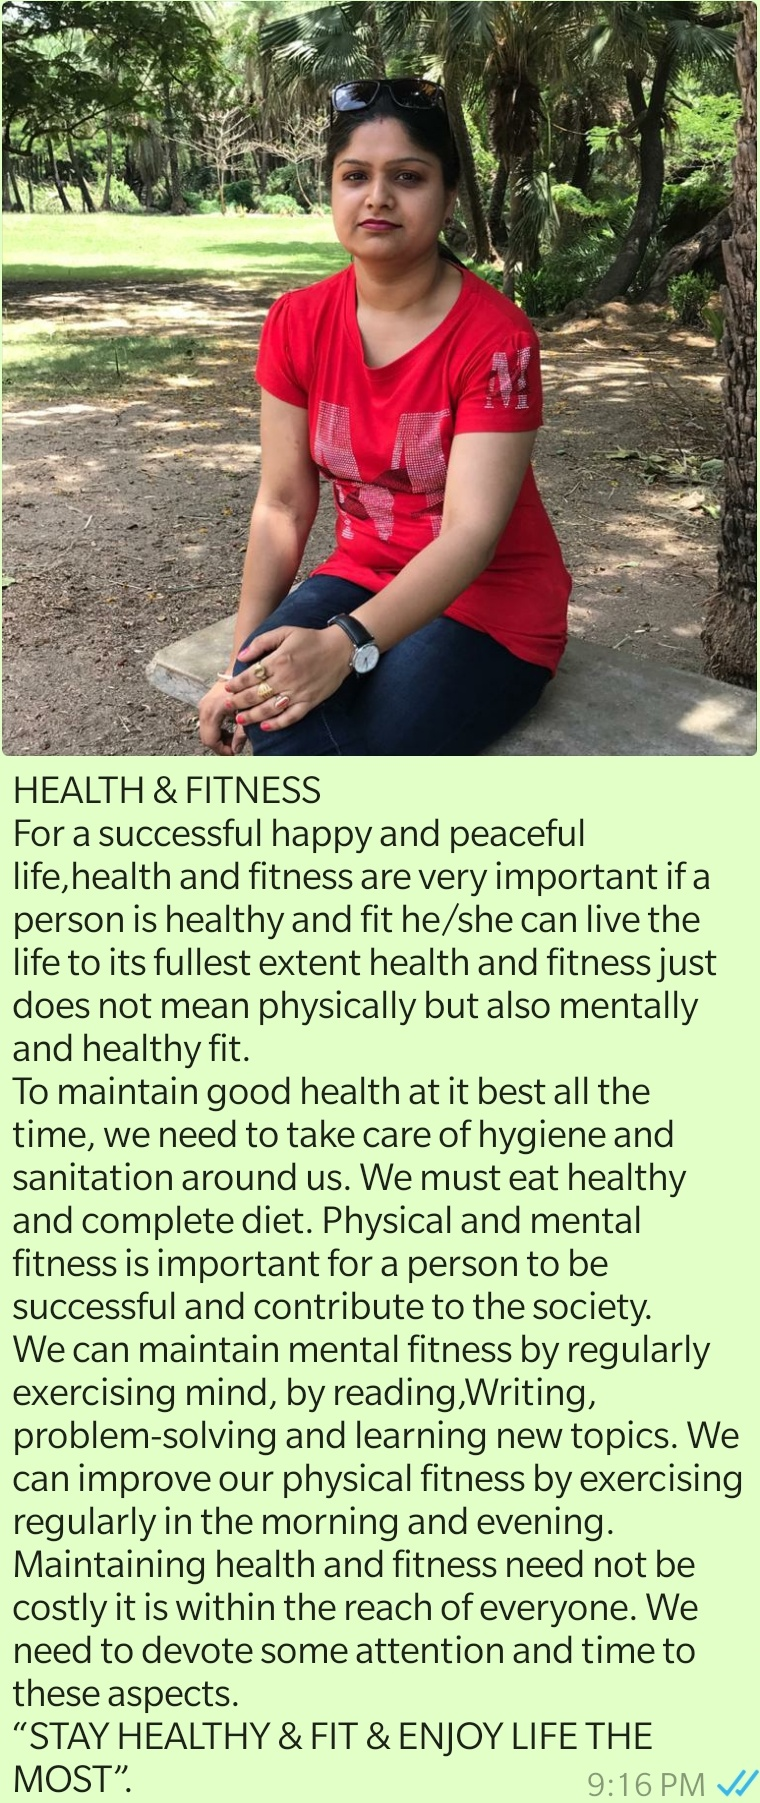 M
HEALTH & FITNESS
For a successful happy and peaceful
life,health and fitness are very important if a
person is healthy and fit he/she can live the
life to its fullest extent health and fitness just
does not mean physically but also mentally
and healthy fit.
To maintain good health at it best all the
time, we need to take care of hygiene and
sanitation around us. We must eat healthy
and complete diet. Physical and mental
fitness is important for a person to be
successful and contribute to the society.
We can maintain mental fitness by regularly
exercising mind, by reading,Writing,
problem-solving and learning new topics. We
can improve our physical fitness by exercising
regularly in the morning and evening.
Maintaining health and fitness need not be
costly it is within the reach of everyone. We
need to devote some attention and time to
these aspects.
“STAY HEALTHY & FIT & ENJOY LIFE THE
MOST”.
9:16 PM